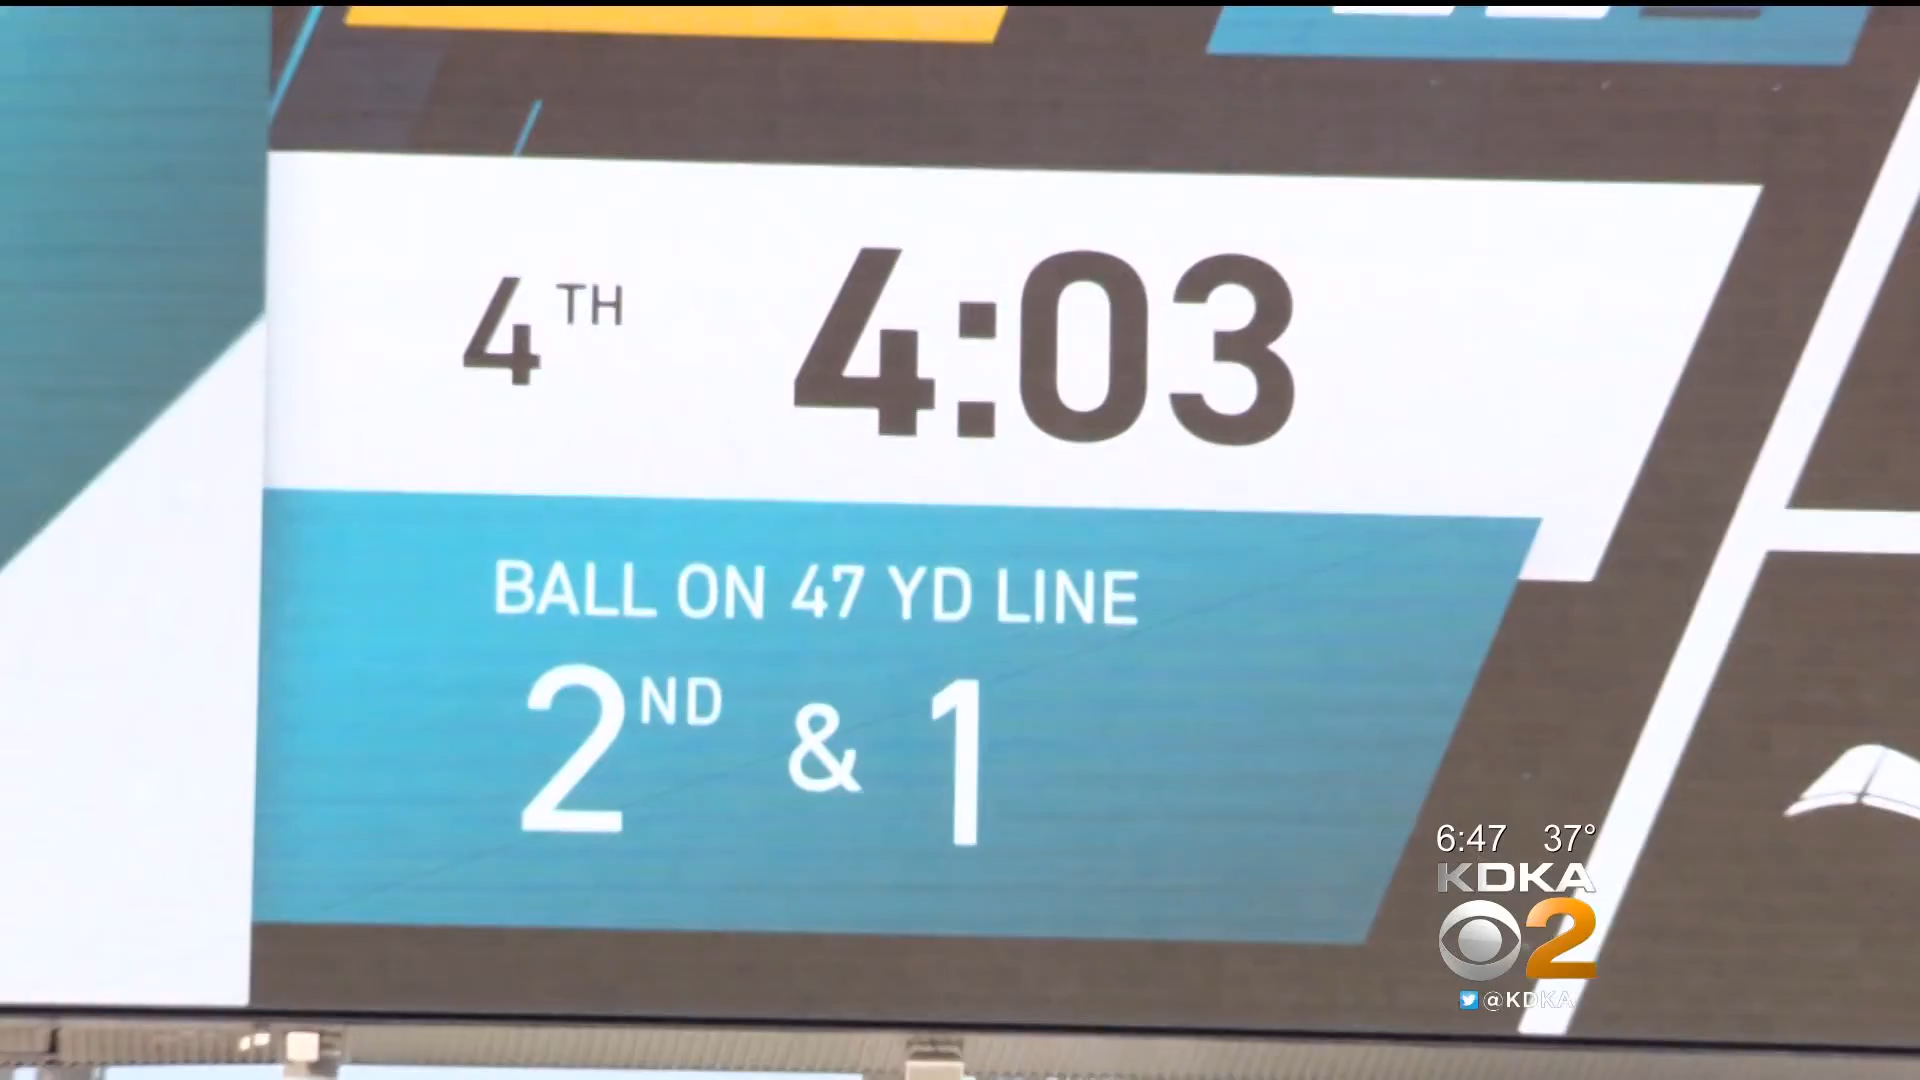 4TH 4:03
BALL ON 47 YD LINE
2ND & 1
6:47 37°
KDKA
2
@KDKA